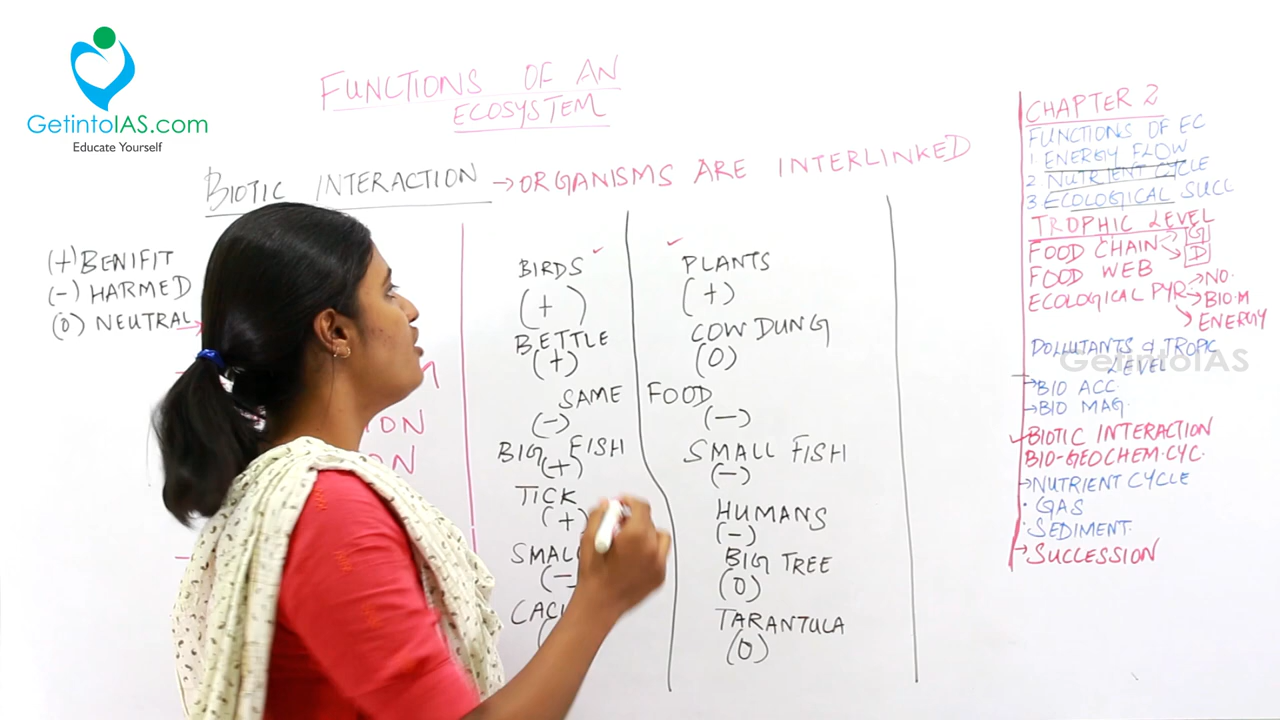 GetintoIAS.com
Educate Yourself
FUNCTIONS OF AN
ECOSYSTEM
BIOTIC INTERACTION → ORGANISMS ARE INTERLINKED
(+) BENIFIT
(-) HARMED
(0) NEUTRAL
BIRDS ✓
(+)
BETTLE
(+)
SAME FOOD
(-)
BIG FISH
(+)
TICK
(+)
SMALL
(-)
✓ PLANTS
(+)
COW DUNG
(0)
(-)
SMALL FISH
(-)
HUMANS
(-)
BIG TREE
(0)
TARANTULA
(0)
CHAPTER 2
FUNCTIONS OF EC
1. ENERGY FLOW
2. NUTRIENT CYCLE
3. ECOLOGICAL SUCC
TROPHIC LEVEL
FOOD CHAIN → G
→ D
FOOD WEB
ECOLOGICAL PYR → NO.
→ BIO.M
→ ENERGY
POLLUTANTS & TROPIC
LEVEL
GetintoIAS
→ BIO ACC
→ BIO MAG.
BIOTIC INTERACTION
BIO-GEOCHEM.CYC.
→ NUTRIENT CYCLE
• GAS
• SEDIMENT.
→ SUCCESSION